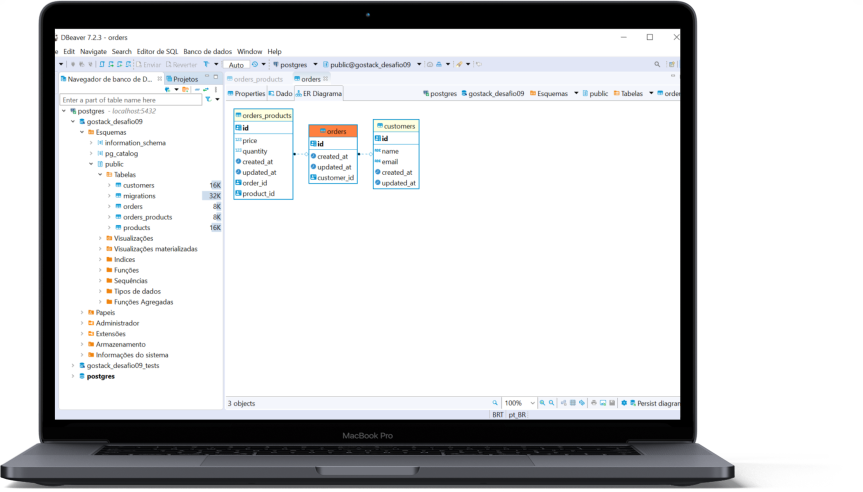 DBeaver 7.2.3 - orders
Edit Navigate Search Editor de SQL Banco de dados Window Help
Enviar Reverter Auto postgres public@gostack_desafio09
Navegador de banco de D... Projetos
orders_products orders
Properties Dado ER Diagrama postgres gostack_desafio09 Esquemas public Tabelas order
Enter a part of table name here
postgres - localhost:5432
gostack_desafio09
Esquemas
information_schema
pg_catalog
public
Tabelas
customers 16K
migrations 32K
orders 8K
orders_products 8K
products 16K
Visualizações
Visualizações materializadas
Indices
Funções
Sequências
Tipos de dados
Funções Agregadas
Papeis
Administrador
Extensões
Armazenamento
Informações do sistema
gostack_desafio09_tests
postgres
orders_products
id
price
quantity
created_at
updated_at
order_id
product_id
orders
id
created_at
updated_at
customer_id
customers
id
name
email
created_at
updated_at
3 objects 100% Persist diagram
BRT pt_BR
MacBook Pro